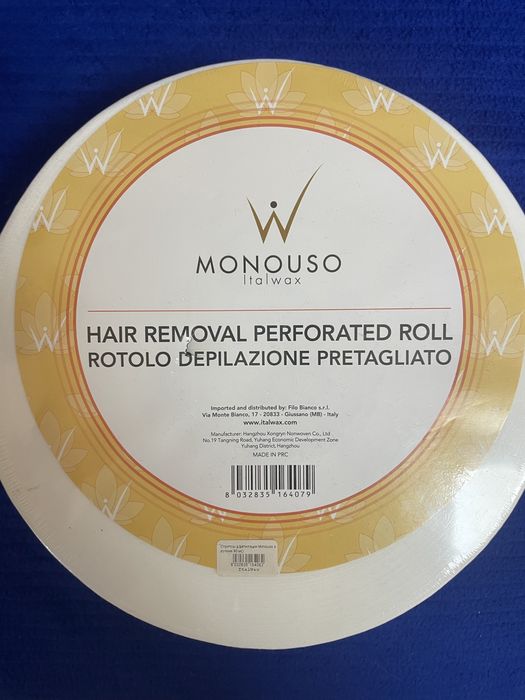 MONOUSO
Italwax
HAIR REMOVAL PERFORATED ROLL
ROTOLO DEPILAZIONE PRETAGLIATO
Imported and distributed by: Filo Bianco s.r.l.
Via Monte Bianco, 17 - 20833 - Giussano (MB) - Italy
www.italwax.com
Manufacturer: Hangzhou Xongryn Nonwoven Co., Ltd
No.19 Tangning Road, Yuhang Economic Development Zone
Yuhang District, Hangzhou
MADE IN PRC
8 032835 164079
ItalWax